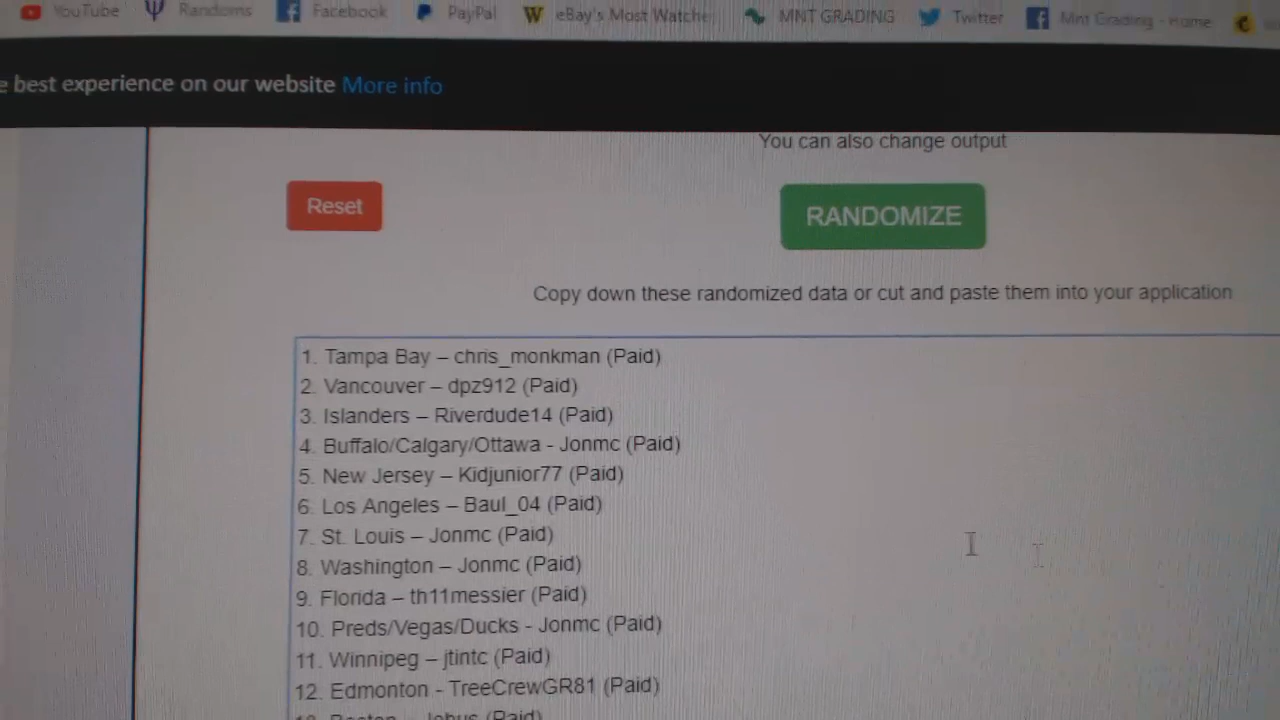 YouTube Randoms Facebook PayPal eBay's Most Watche MNT GRADING Twitter Mnt Grading - Home
e best experience on our website More info
You can also change output
Reset
RANDOMIZE
Copy down these randomized data or cut and paste them into your application
1. Tampa Bay – chris_monkman (Paid)
2. Vancouver – dpz912 (Paid)
3. Islanders – Riverdude14 (Paid)
4. Buffalo/Calgary/Ottawa - Jonmc (Paid)
5. New Jersey – Kidjunior77 (Paid)
6. Los Angeles – Baul_04 (Paid)
7. St. Louis – Jonmc (Paid)
8. Washington – Jonmc (Paid)
9. Florida – th11messier (Paid)
10. Preds/Vegas/Ducks - Jonmc (Paid)
11. Winnipeg – jtintc (Paid)
12. Edmonton - TreeCrewGR81 (Paid)